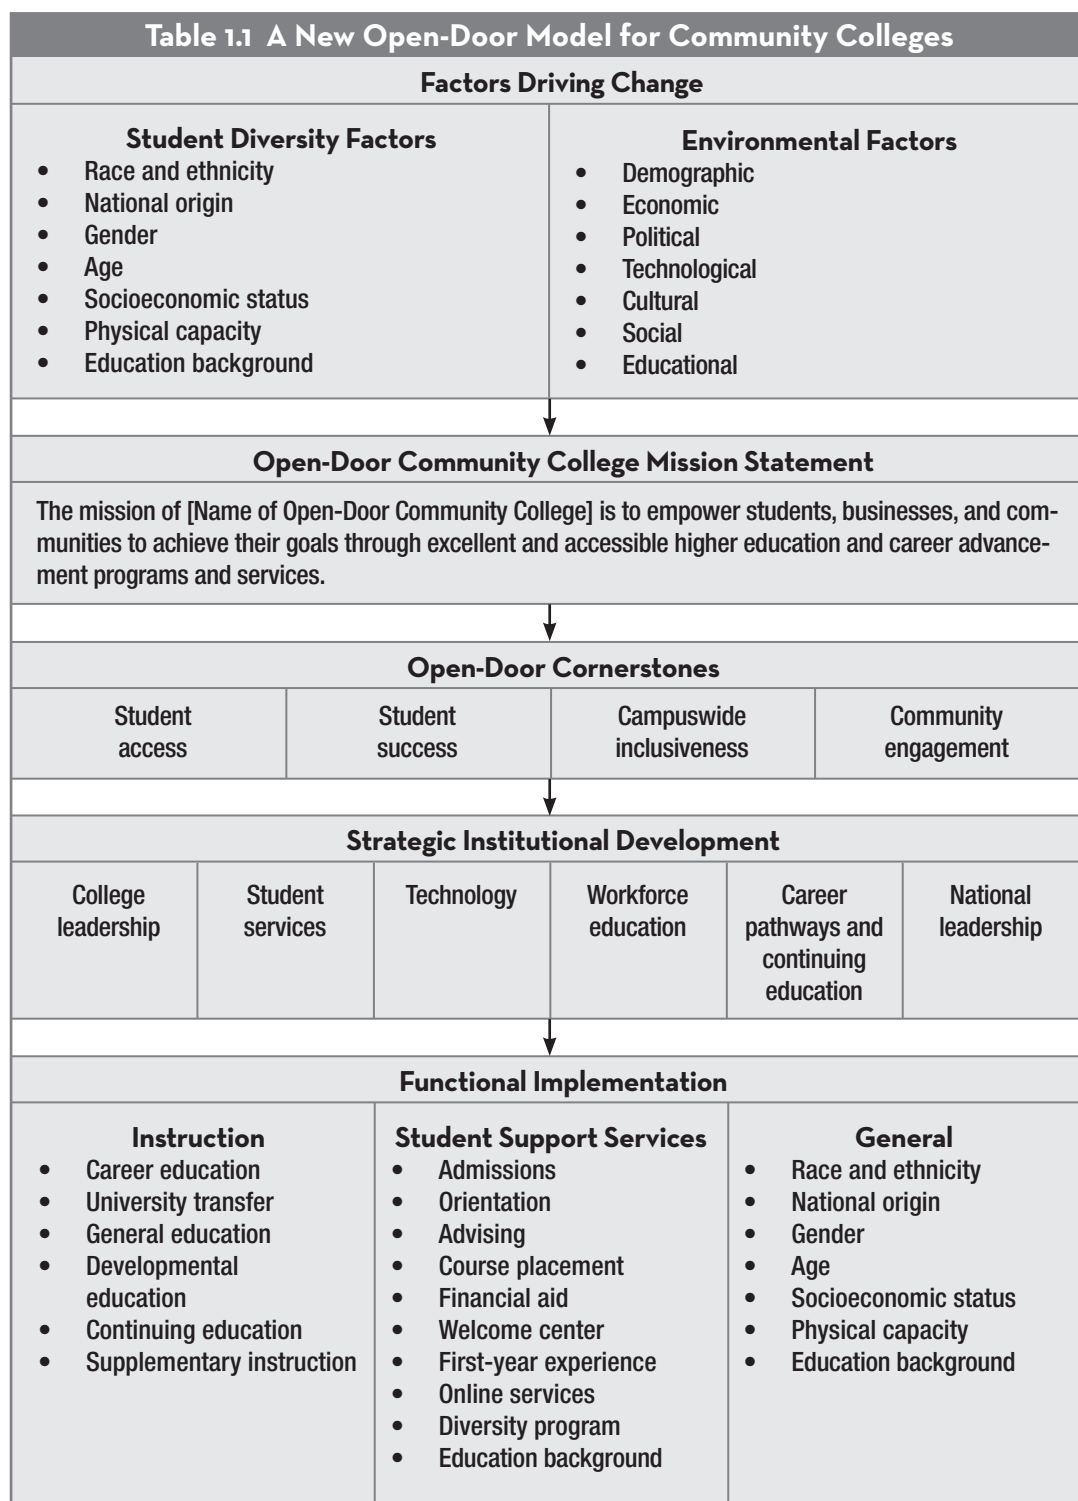 Table 1.1 A New Open-Door Model for Community Colleges
Factors Driving Change
Student Diversity Factors
• Race and ethnicity
• National origin
• Gender
• Age
• Socioeconomic status
• Physical capacity
• Education background
Environmental Factors
• Demographic
• Economic
• Political
• Technological
• Cultural
• Social
• Educational
Open-Door Community College Mission Statement
The mission of [Name of Open-Door Community College] is to empower students, businesses, and com-
munities to achieve their goals through excellent and accessible higher education and career advance-
ment programs and services.
Open-Door Cornerstones
Student
access
Student
success
Campuswide
inclusiveness
Community
engagement
Strategic Institutional Development
College
leadership
Student
services
Technology
Workforce
education
Career
pathways and
continuing
education
National
leadership
Functional Implementation
Instruction
• Career education
• University transfer
• General education
• Developmental
education
• Continuing education
• Supplementary instruction
Student Support Services
• Admissions
• Orientation
• Advising
• Course placement
• Financial aid
• Welcome center
• First-year experience
• Online services
• Diversity program
• Education background
General
• Race and ethnicity
• National origin
• Gender
• Age
• Socioeconomic status
• Physical capacity
• Education background